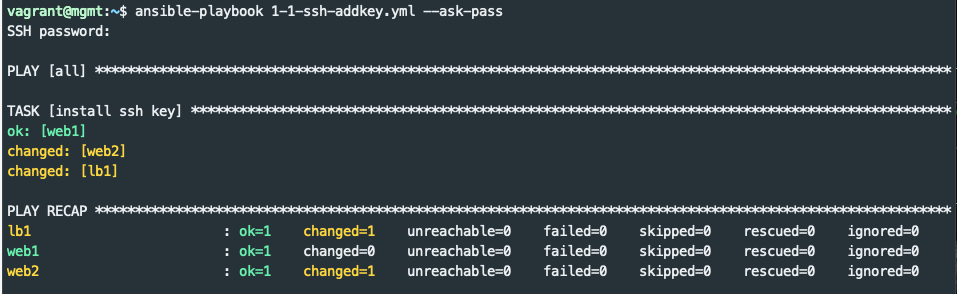 vagrant@mgmt:~$ ansible-playbook 1-1-ssh-addkey.yml --ask-pass
SSH password:
PLAY [all] *********************************************************************************************************
TASK [install ssh key] *********************************************************************************************
ok: [web1]
changed: [web2]
changed: [lb1]
PLAY RECAP *********************************************************************************************************
lb1 : ok=1 changed=1 unreachable=0 failed=0 skipped=0 rescued=0 ignored=0
web1 : ok=1 changed=0 unreachable=0 failed=0 skipped=0 rescued=0 ignored=0
web2 : ok=1 changed=1 unreachable=0 failed=0 skipped=0 rescued=0 ignored=0